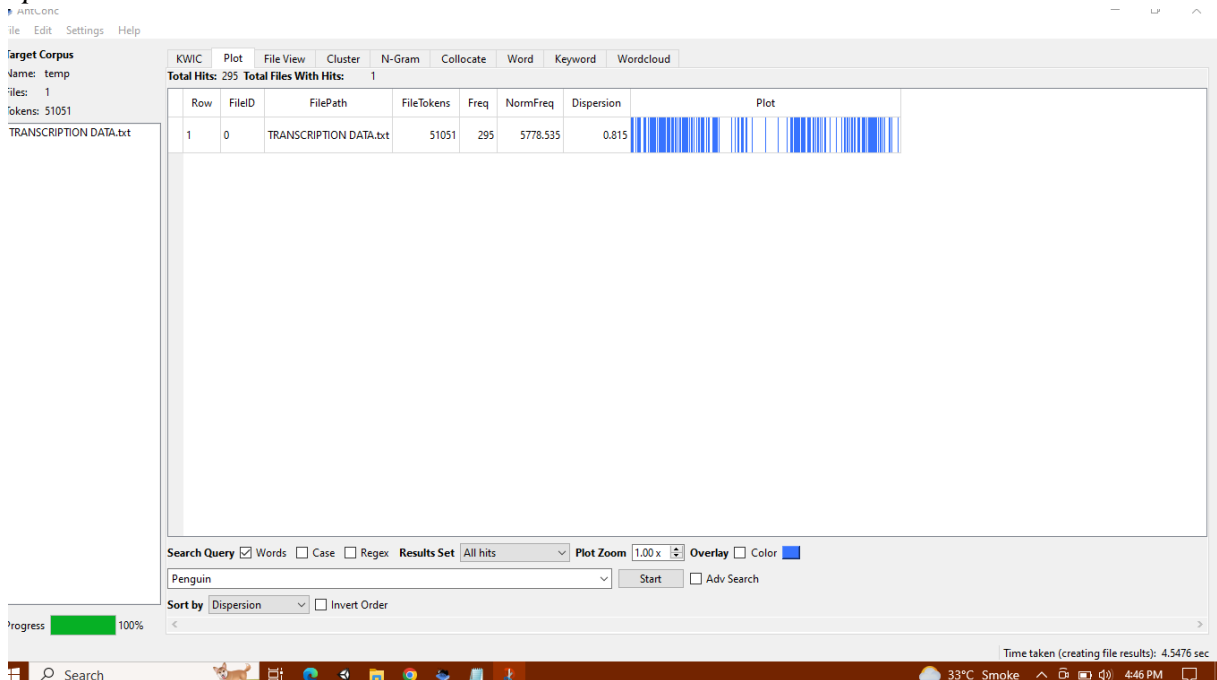 AntConc
File Edit Settings Help
Target Corpus
Name: temp
Files: 1
Tokens: 51051
TRANSCRIPTION DATA.txt
KWIC Plot File View Cluster N-Gram Collocate Word Keyword Wordcloud
Total Hits: 295 Total Files With Hits: 1
Row FileID FilePath FileTokens Freq NormFreq Dispersion Plot
1 0 TRANSCRIPTION DATA.txt 51051 295 5778.535 0.815
Search Query Words Case Regex Results Set All hits Plot Zoom 1.00 x Overlay Color
Penguin Start Adv Search
Sort by Dispersion Invert Order
Progress 100%
Time taken (creating file results): 4.5476 sec
Search 33°C Smoke 4:46 PM